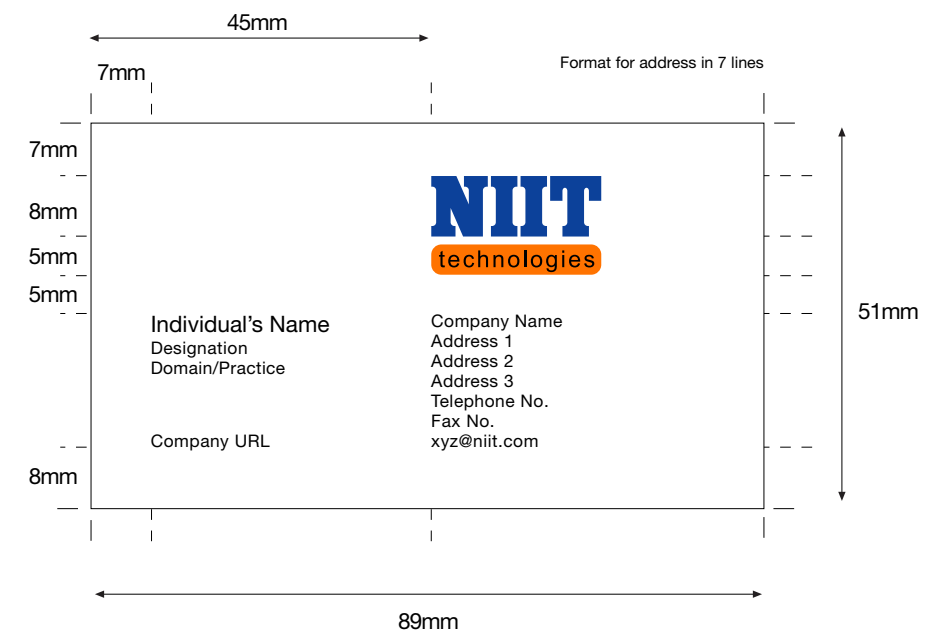 45mm
Format for address in 7 lines
7mm
7mm
8mm
5mm
5mm
NIIT
technologies
51mm
Individual’s Name
Designation
Domain/Practice
Company URL
Company Name
Address 1
Address 2
Address 3
Telephone No.
Fax No.
xyz@niit.com
8mm
89mm